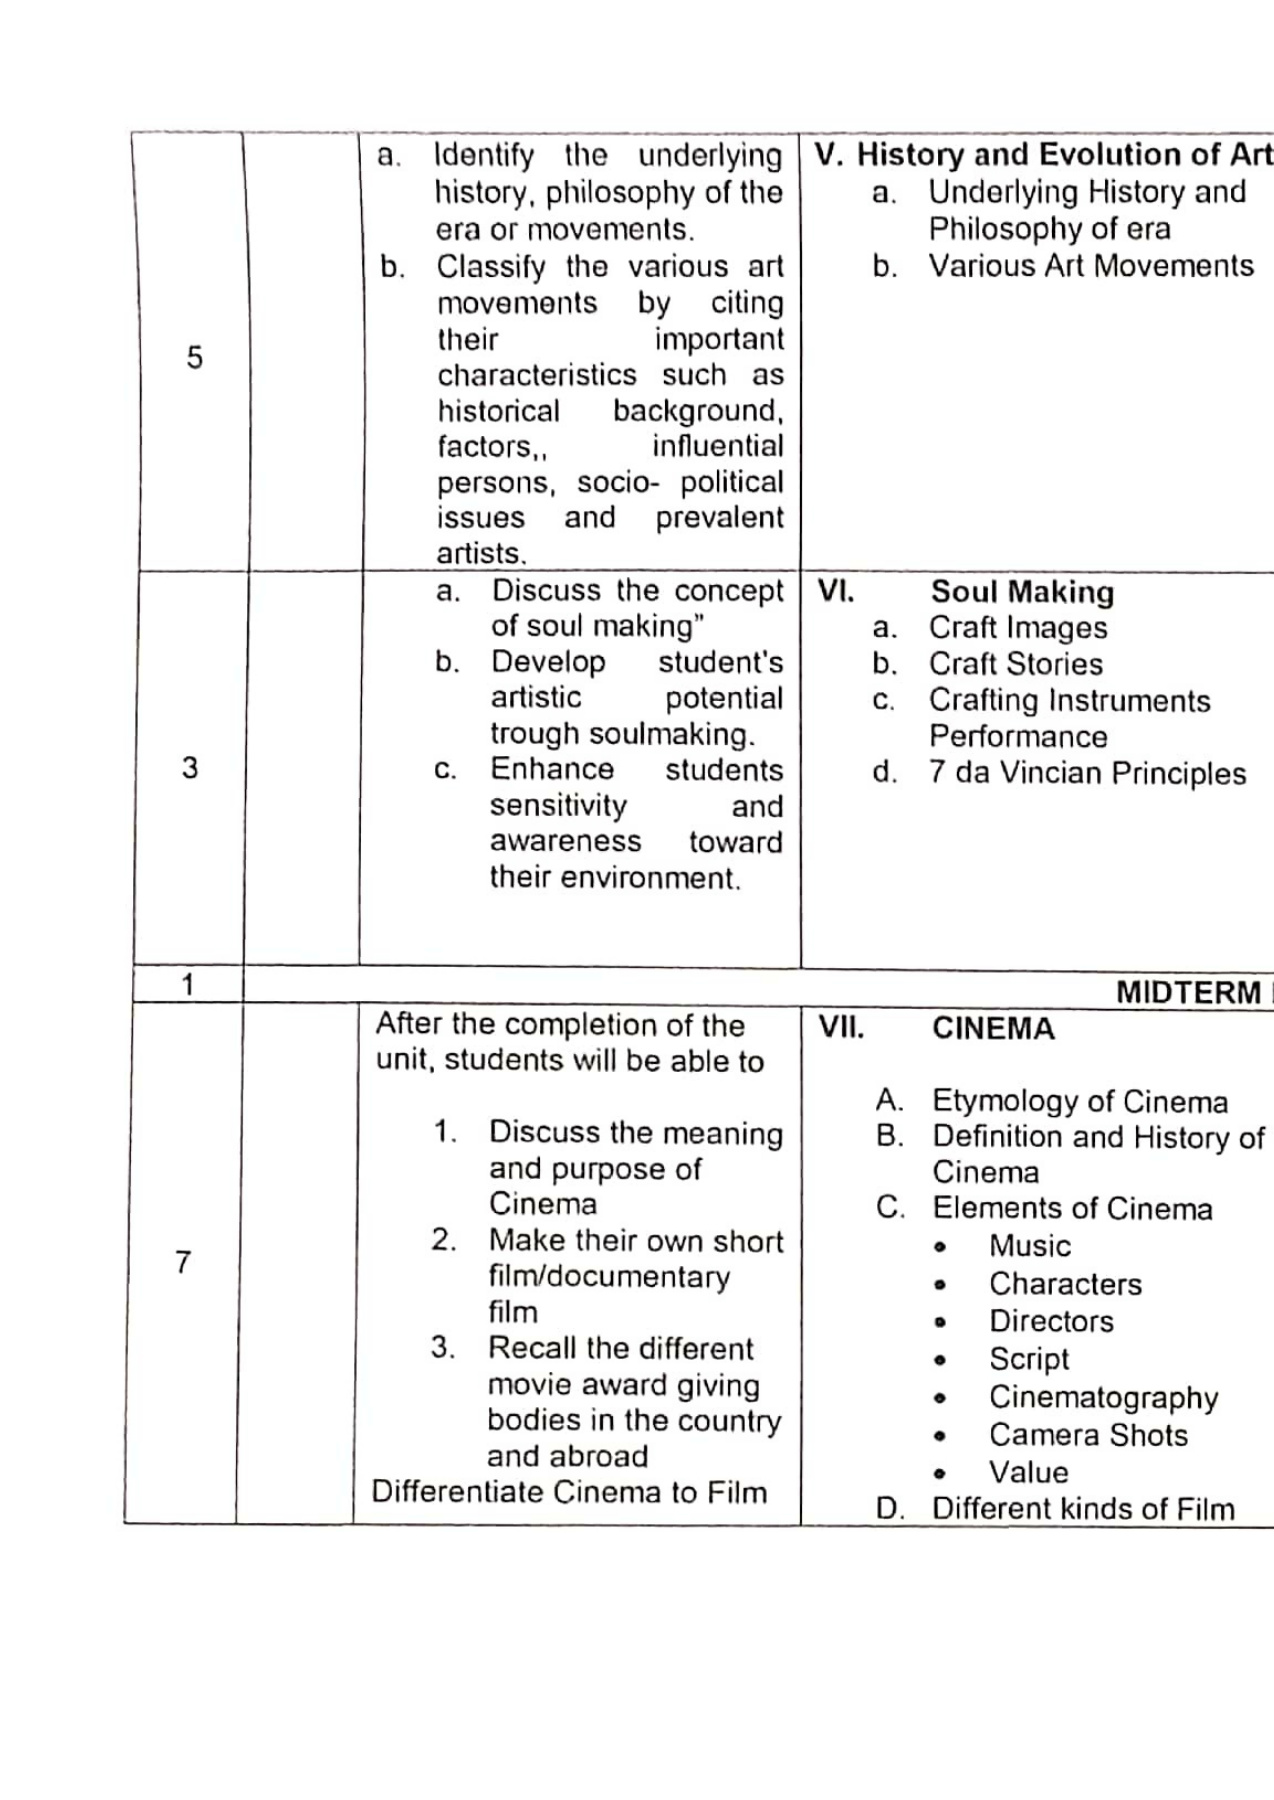 5
a. Identify the underlying
history, philosophy of the
era or movements.
b. Classify the various art
movements by citing
their important
characteristics such as
historical background,
factors,, influential
persons, socio- political
issues and prevalent
artists.
V. History and Evolution of Art
a. Underlying History and
Philosophy of era
b. Various Art Movements
3
a. Discuss the concept
of soul making"
b. Develop student's
artistic potential
trough soulmaking.
c. Enhance students
sensitivity and
awareness toward
their environment.
VI. Soul Making
a. Craft Images
b. Craft Stories
c. Crafting Instruments
Performance
d. 7 da Vincian Principles
1
MIDTERM
7
After the completion of the
unit, students will be able to
1. Discuss the meaning
and purpose of
Cinema
2. Make their own short
film/documentary
film
3. Recall the different
movie award giving
bodies in the country
and abroad
Differentiate Cinema to Film
VII. CINEMA
A. Etymology of Cinema
B. Definition and History of
Cinema
C. Elements of Cinema
• Music
• Characters
• Directors
• Script
• Cinematography
• Camera Shots
• Value
D. Different kinds of Film